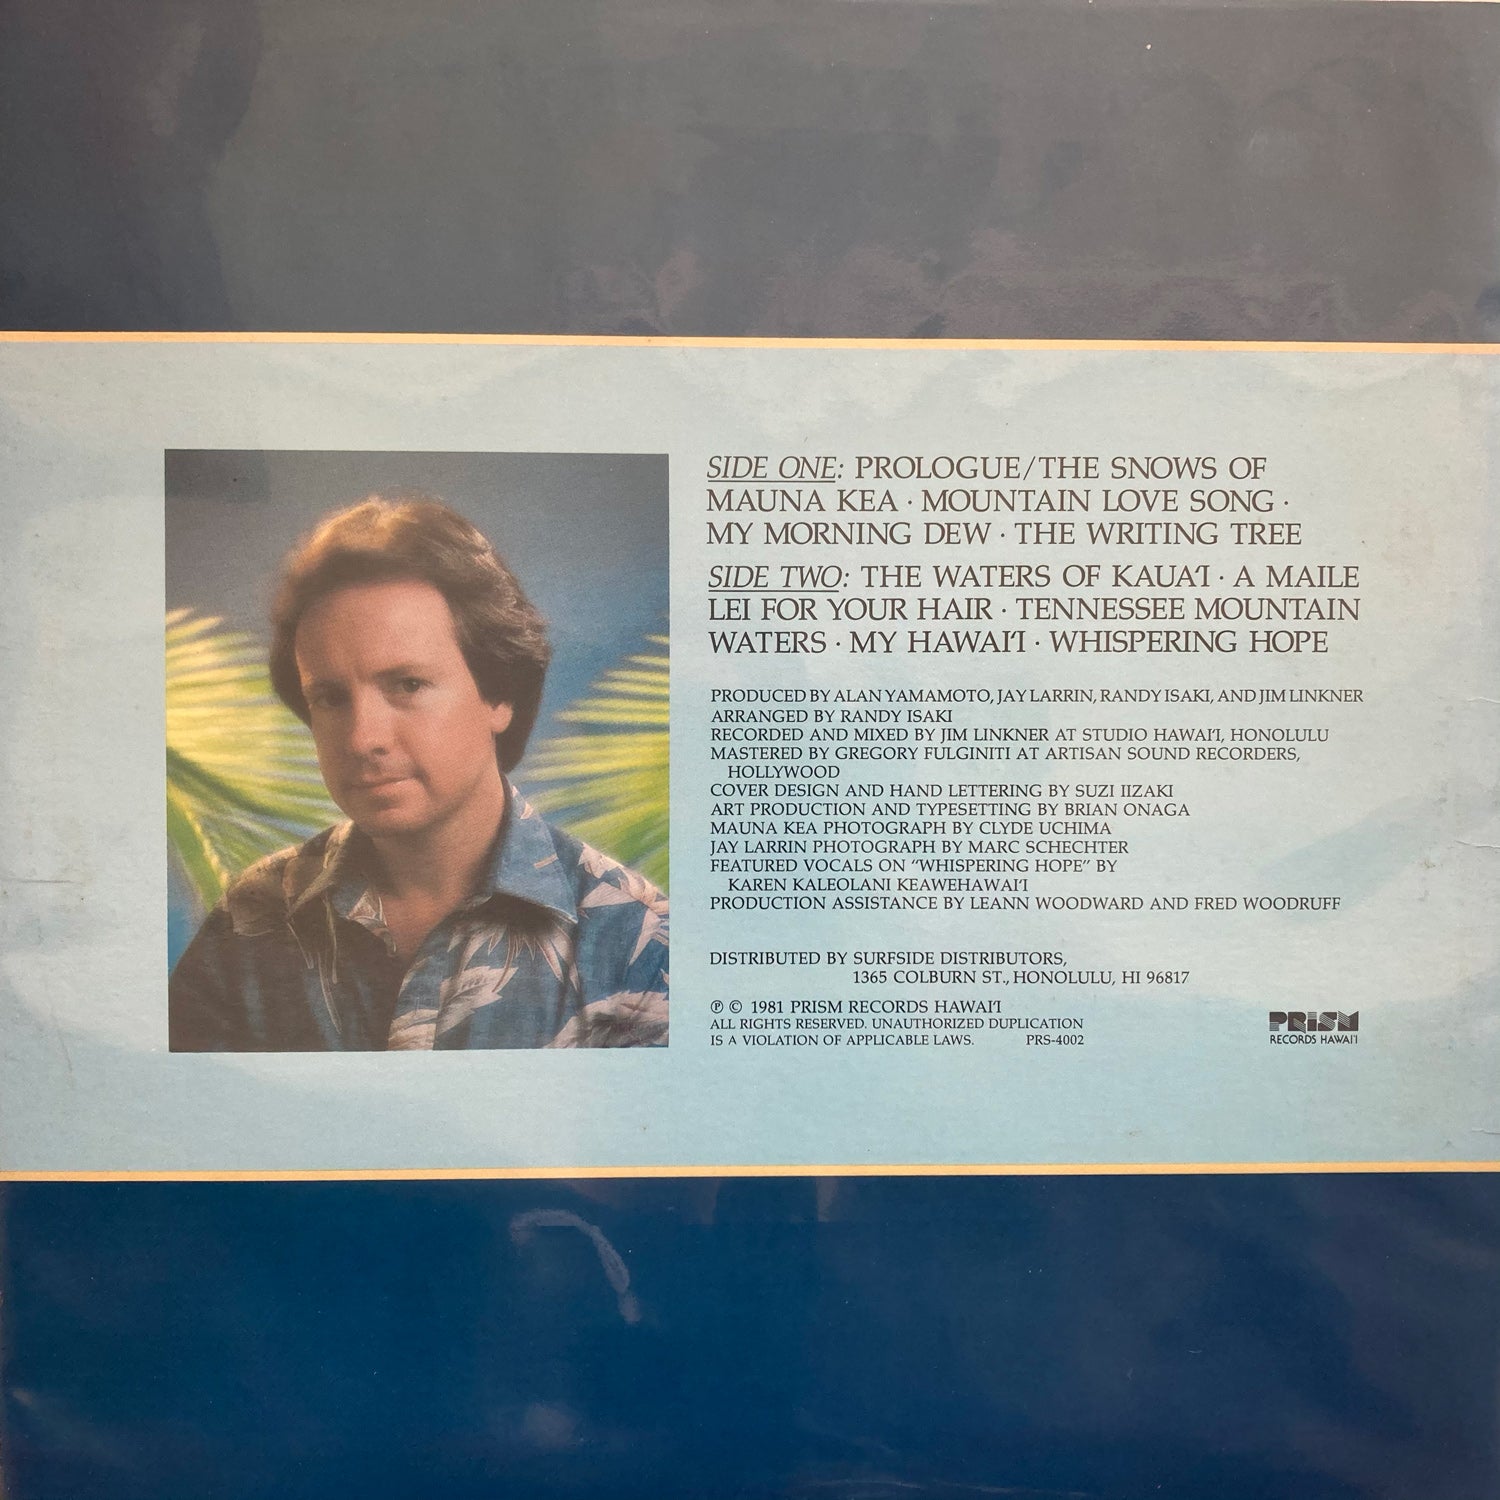 SIDE ONE: PROLOGUE/THE SNOWS OF
MAUNA KEA · MOUNTAIN LOVE SONG ·
MY MORNING DEW · THE WRITING TREE
SIDE TWO: THE WATERS OF KAUA'I · A MAILE
LEI FOR YOUR HAIR · TENNESSEE MOUNTAIN
WATERS · MY HAWAI'I · WHISPERING HOPE
PRODUCED BY ALAN YAMAMOTO, JAY LARRIN, RANDY ISAKI, AND JIM LINKNER
ARRANGED BY RANDY ISAKI
RECORDED AND MIXED BY JIM LINKNER AT STUDIO HAWAI'I, HONOLULU
MASTERED BY GREGORY FULGINITI AT ARTISAN SOUND RECORDERS,
HOLLYWOOD
COVER DESIGN AND HAND LETTERING BY SUZI IIZAKI
ART PRODUCTION AND TYPESETTING BY BRIAN ONAGA
MAUNA KEA PHOTOGRAPH BY CLYDE UCHIMA
JAY LARRIN PHOTOGRAPH BY MARC SCHECHTER
FEATURED VOCALS ON “WHISPERING HOPE” BY
KAREN KALEOLANI KEAWEHAWAI'I
PRODUCTION ASSISTANCE BY LEANN WOODWARD AND FRED WOODRUFF
DISTRIBUTED BY SURFSIDE DISTRIBUTORS,
1365 COLBURN ST., HONOLULU, HI 96817
℗ © 1981 PRISM RECORDS HAWAI'I
ALL RIGHTS RESERVED. UNAUTHORIZED DUPLICATION
IS A VIOLATION OF APPLICABLE LAWS. PRS-4002
PRISM
RECORDS HAWAI'I